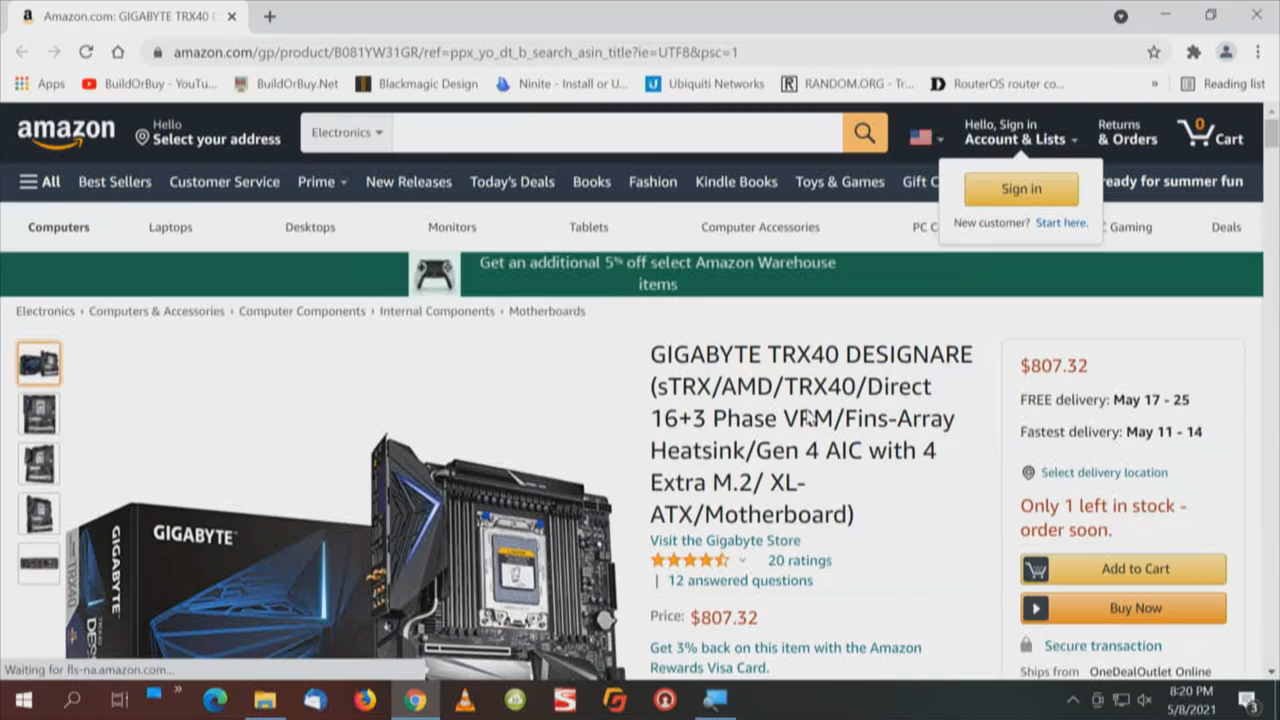 Amazon.com: GIGABYTE TRX40
amazon.com/gp/product/B081YW31GR/ref=ppx_yo_dt_b_search_asin_title?ie=UTF8&psc=1
Apps BuildOrBuy - YouTu... BuildOrBuy.Net Blackmagic Design Ninite - Install or U... Ubiquiti Networks RANDOM.ORG - Tr... RouterOS router co... » Reading list
amazon
Hello
Select your address
Electronics
Hello, Sign in
Account & Lists
Returns
& Orders
0
Cart
All Best Sellers Customer Service Prime New Releases Today's Deals Books Fashion Kindle Books Toys & Games Gift C ready for summer fun
Sign in
New customer? Start here.
Computers Laptops Desktops Monitors Tablets Computer Accessories PC C Gaming Deals
Get an additional 5% off select Amazon Warehouse
items
Electronics › Computers & Accessories › Computer Components › Internal Components › Motherboards
GIGABYTE TRX40 DESIGNARE
(sTRX/AMD/TRX40/Direct
16+3 Phase VRM/Fins-Array
Heatsink/Gen 4 AIC with 4
Extra M.2/ XL-
ATX/Motherboard)
Visit the Gigabyte Store
20 ratings
| 12 answered questions
Price: $807.32
Get 3% back on this item with the Amazon
Rewards Visa Card.
$807.32
FREE delivery: May 17 - 25
Fastest delivery: May 11 - 14
Select delivery location
Only 1 left in stock -
order soon.
Add to Cart
Buy Now
Secure transaction
Ships from OneDealOutlet Online
GIGABYTE™
GIGABYTE
TRX40
Waiting for fls-na.amazon.com...
8:20 PM
5/8/2021
3